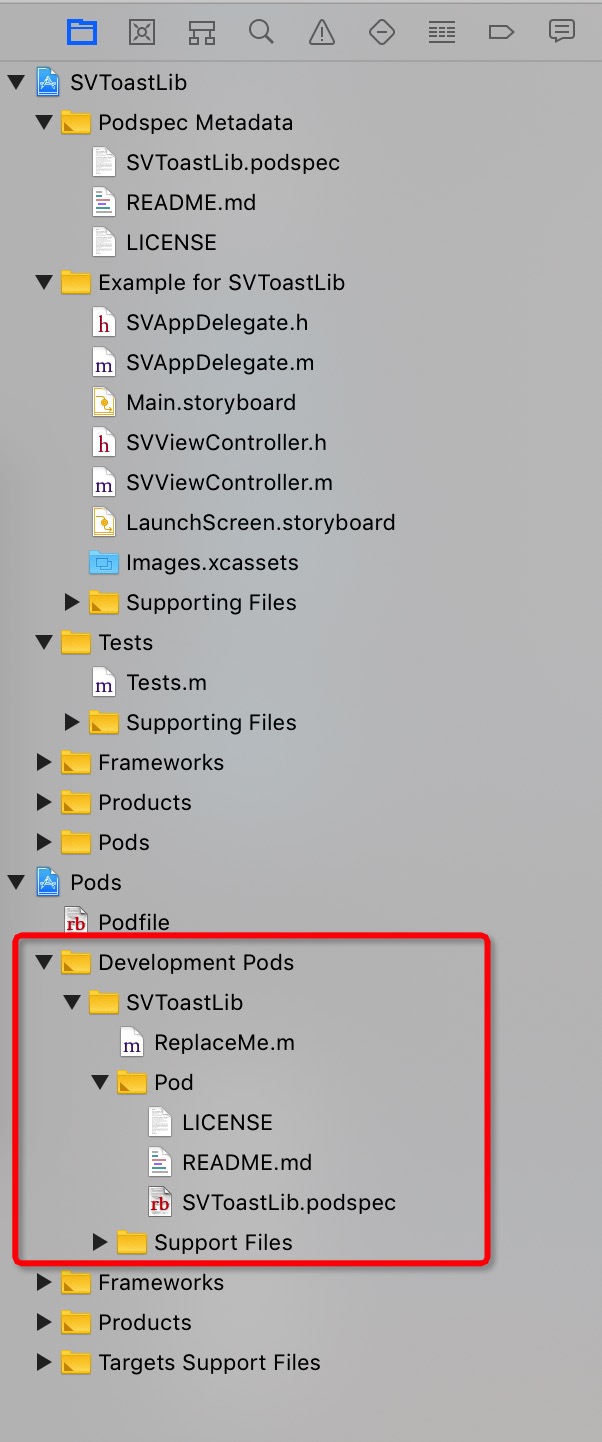 SVToastLib
Podspec Metadata
SVToastLib.podspec
README.md
LICENSE
Example for SVToastLib
h SVAppDelegate.h
m SVAppDelegate.m
Main.storyboard
h SVViewController.h
m SVViewController.m
LaunchScreen.storyboard
Images.xcassets
Supporting Files
Tests
m Tests.m
Supporting Files
Frameworks
Products
Pods
Pods
rb Podfile
Development Pods
SVToastLib
m ReplaceMe.m
Pod
LICENSE
README.md
rb SVToastLib.podspec
Support Files
Frameworks
Products
Targets Support Files